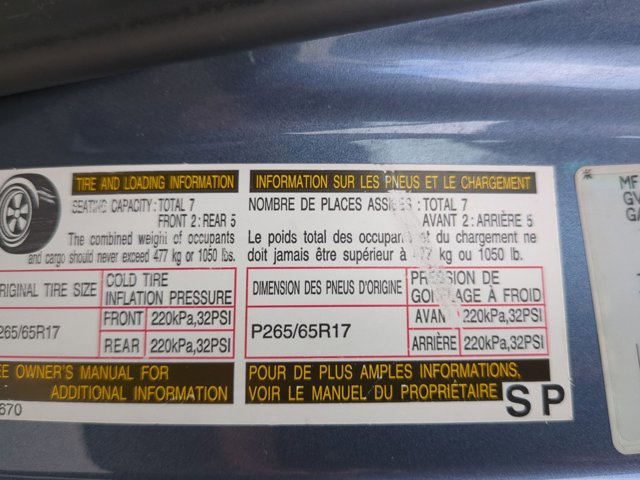 TIRE AND LOADING INFORMATION
SEATING CAPACITY: TOTAL 7
FRONT 2: REAR 5
The combined weight of occupants
and cargo should never exceed 477 kg or 1050 lbs.
RIGINAL TIRE SIZE
COLD TIRE
INFLATION PRESSURE
265/65R17
FRONT 220kPa,32PSI
REAR 220kPa,32PSI
EE OWNER'S MANUAL FOR
ADDITIONAL INFORMATION
670
INFORMATION SUR LES PNEUS ET LE CHARGEMENT
NOMBRE DE PLACES ASSISES: TOTAL 7
AVANT 2: ARRIÈRE 5
Le poids total des occupants et du chargement ne
doit jamais être supérieur à 477 kg ou 1050 lb.
DIMENSION DES PNEUS D'ORIGINE
PRESSION DE
GONFLAGE À FROID
P265/65R17
AVANT 220kPa,32PSI
ARRIÈRE 220kPa,32PSI
POUR DE PLUS AMPLES INFORMATIONS,
VOIR LE MANUEL DU PROPRIÉTAIRE
SP
MF
GV
GA